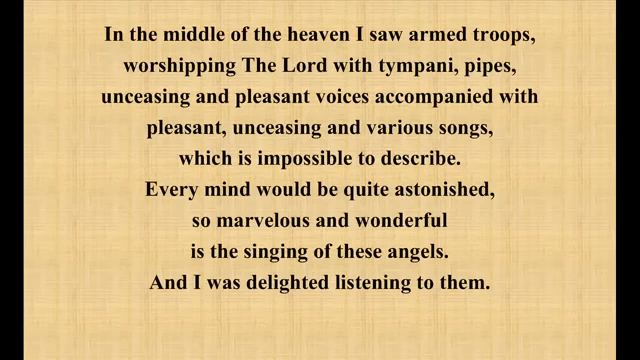 In the middle of the heaven I saw armed troops,
worshipping The Lord with tympani, pipes,
unceasing and pleasant voices accompanied with
pleasant, unceasing and various songs,
which is impossible to describe.
Every mind would be quite astonished,
so marvelous and wonderful
is the singing of these angels.
And I was delighted listening to them.